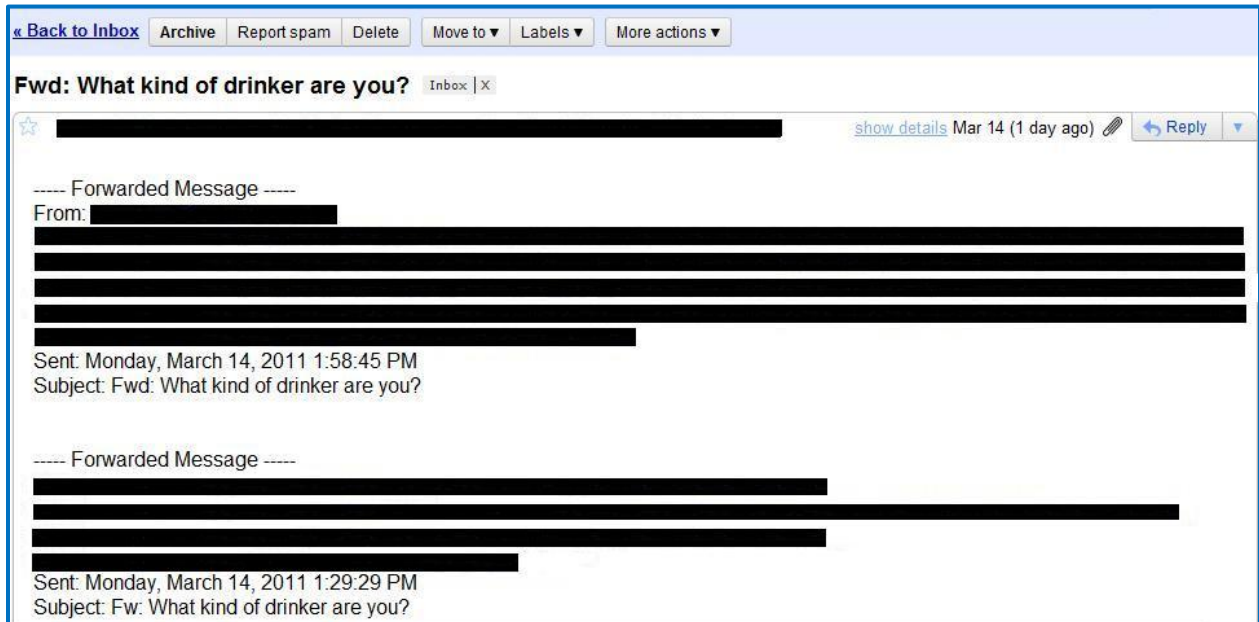 « Back to Inbox Archive Report spam Delete Move to ▾ Labels ▾ More actions ▾
Fwd: What kind of drinker are you? Inbox | X
show details Mar 14 (1 day ago) Reply
----- Forwarded Message -----
From:
Sent: Monday, March 14, 2011 1:58:45 PM
Subject: Fwd: What kind of drinker are you?
----- Forwarded Message -----
Sent: Monday, March 14, 2011 1:29:29 PM
Subject: Fw: What kind of drinker are you?